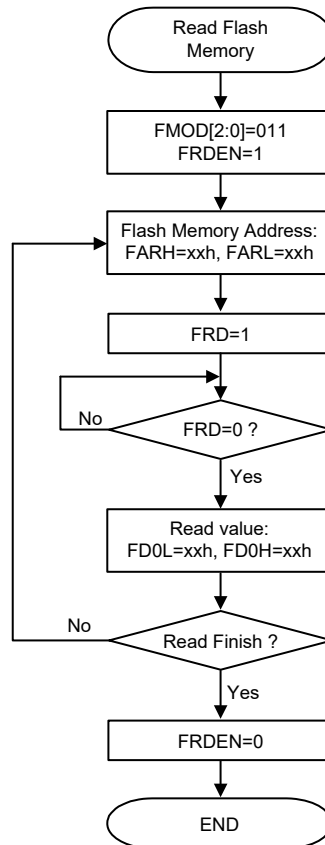 Read Flash
Memory
FMOD[2:0]=011
FRDEN=1
Flash Memory Address:
FARH=xxh, FARL=xxh
FRD=1
FRD=0 ?
No
Yes
Read value:
FD0L=xxh, FD0H=xxh
No
Read Finish ?
Yes
FRDEN=0
END